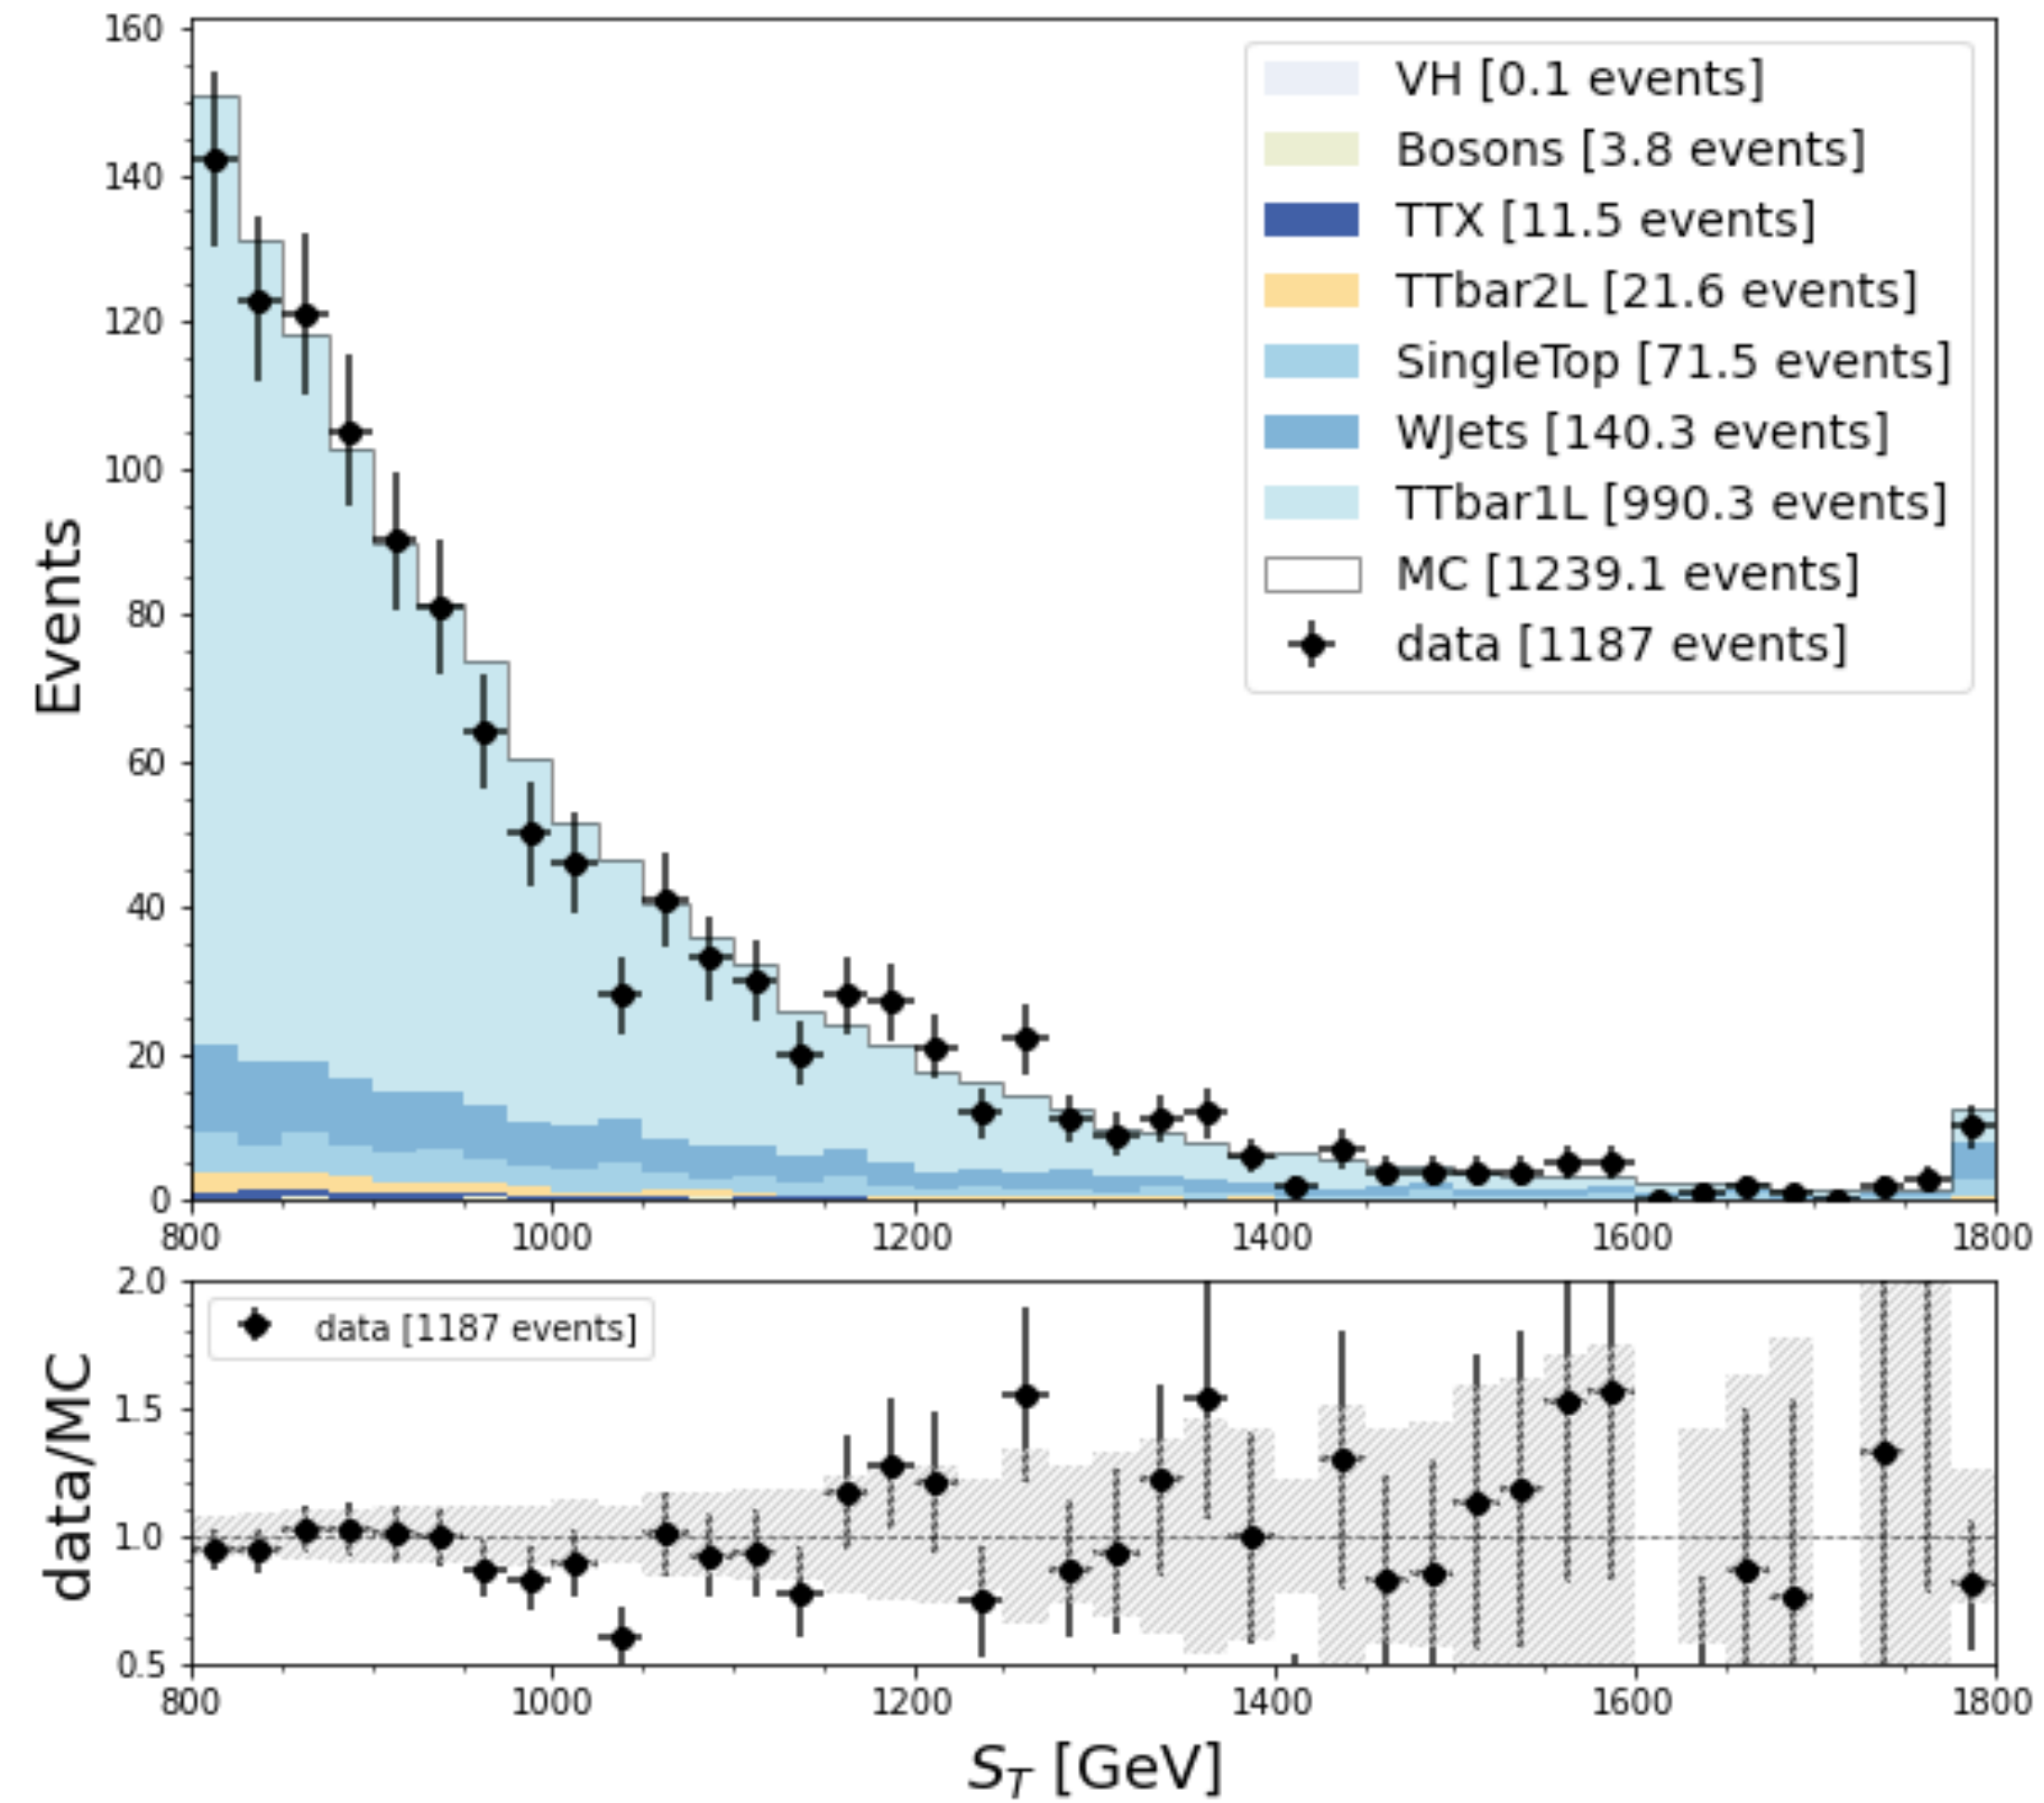 160
140
120
100
80
60
40
20
0
Events
VH [0.1 events]
Bosons [3.8 events]
TTX [11.5 events]
TTbar2L [21.6 events]
SingleTop [71.5 events]
WJets [140.3 events]
TTbar1L [990.3 events]
MC [1239.1 events]
data [1187 events]
800 1000 1200 1400 1600 1800
2.0
1.5
1.0
0.5
data/MC
data [1187 events]
800 1000 1200 1400 1600 1800
S_T [GeV]